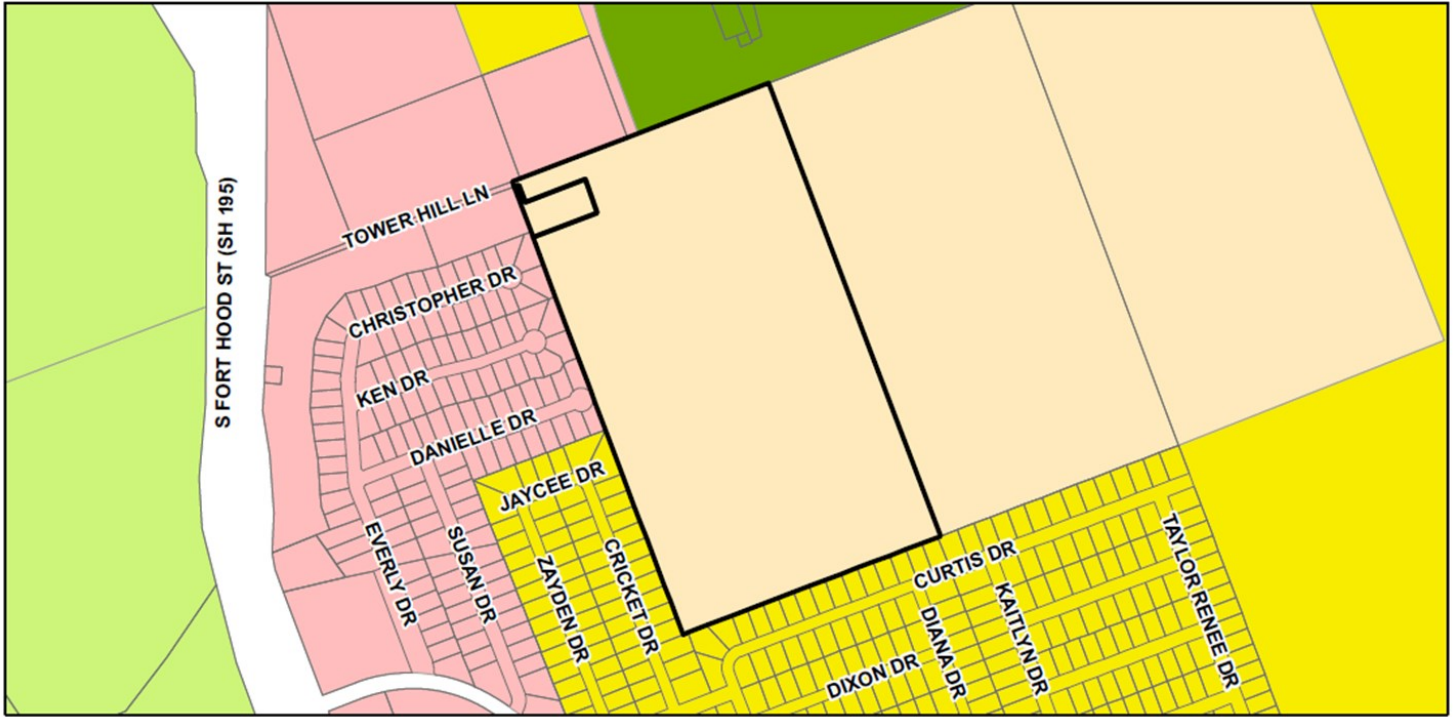 S FORT HOOD ST (SH 195)
TOWER HILL LN
CHRISTOPHER DR
KEN DR
DANIELLE DR
JAYCEE DR
EVERLY DR
SUSAN DR
ZAYDEN DR
CRICKET DR
CURTIS DR
DIXON DR
DIANA DR
KAITLYN DR
TAYLOR RENEE DR